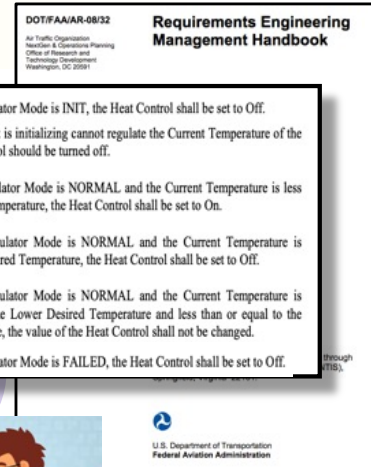 DOT/FAA/AR-08/32
Air Traffic Organization
NextGen & Operations Planning
Office of Research and
Technology Development
Washington, DC 20591
Requirements Engineering
Management Handbook
ator Mode is INIT, the Heat Control shall be set to Off.
is initializing cannot regulate the Current Temperature of the
ol should be turned off.
lator Mode is NORMAL and the Current Temperature is less
mperature, the Heat Control shall be set to On.
ulator Mode is NORMAL and the Current Temperature is
red Temperature, the Heat Control shall be set to Off.
ulator Mode is NORMAL and the Current Temperature is
e Lower Desired Temperature and less than or equal to the
e, the value of the Heat Control shall not be changed.
ator Mode is FAILED, the Heat Control shall be set to Off.
through
U.S. Department of Transportation
Federal Aviation Administration